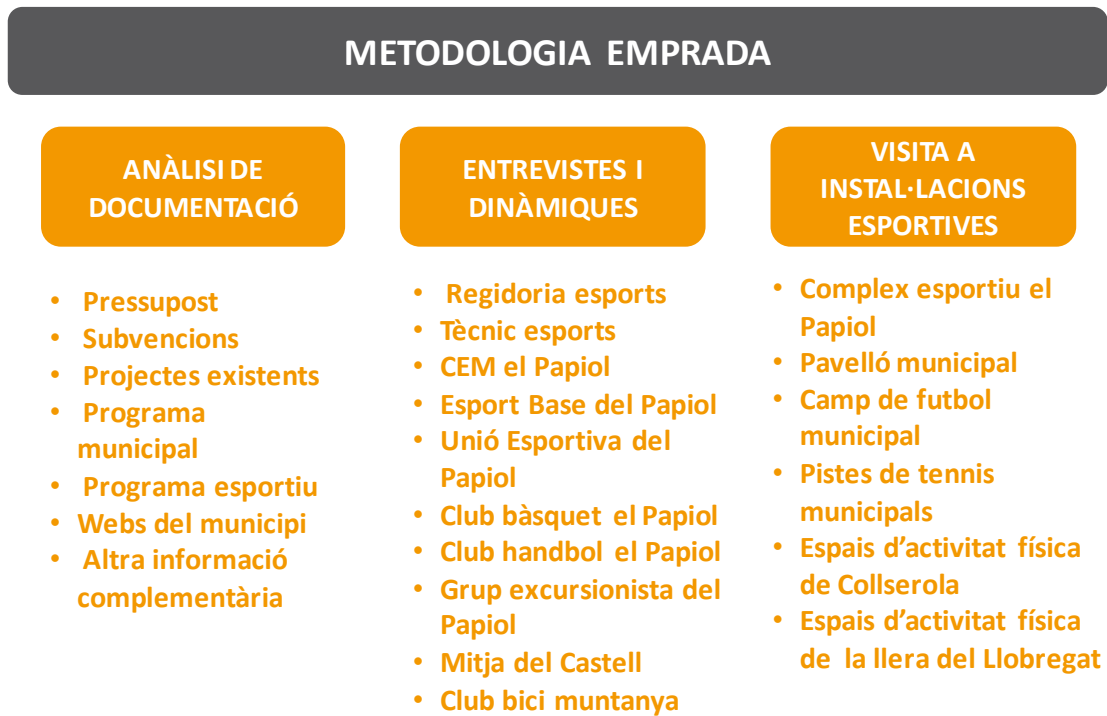 METODOLOGIA EMPRADA
ANÀLISI DE
DOCUMENTACIÓ
• Pressupost
• Subvencions
• Projectes existents
• Programa
municipal
• Programa esportiu
• Webs del municipi
• Altra informació
complementària
ENTREVISTES I
DINÀMIQUES
• Regidoria esports
• Tècnic esports
• CEM el Papiol
• Esport Base del Papiol
• Unió Esportiva del
Papiol
• Club bàsquet el Papiol
• Club handbol el Papiol
• Grup excursionista del
Papiol
• Mitja del Castell
• Club bici muntanya
VISITA A
INSTAL·LACIONS
ESPORTIVES
• Complex esportiu el
Papiol
• Pavelló municipal
• Camp de futbol
municipal
• Pistes de tennis
municipals
• Espais d’activitat física
de Collserola
• Espais d’activitat física
de la llera del Llobregat